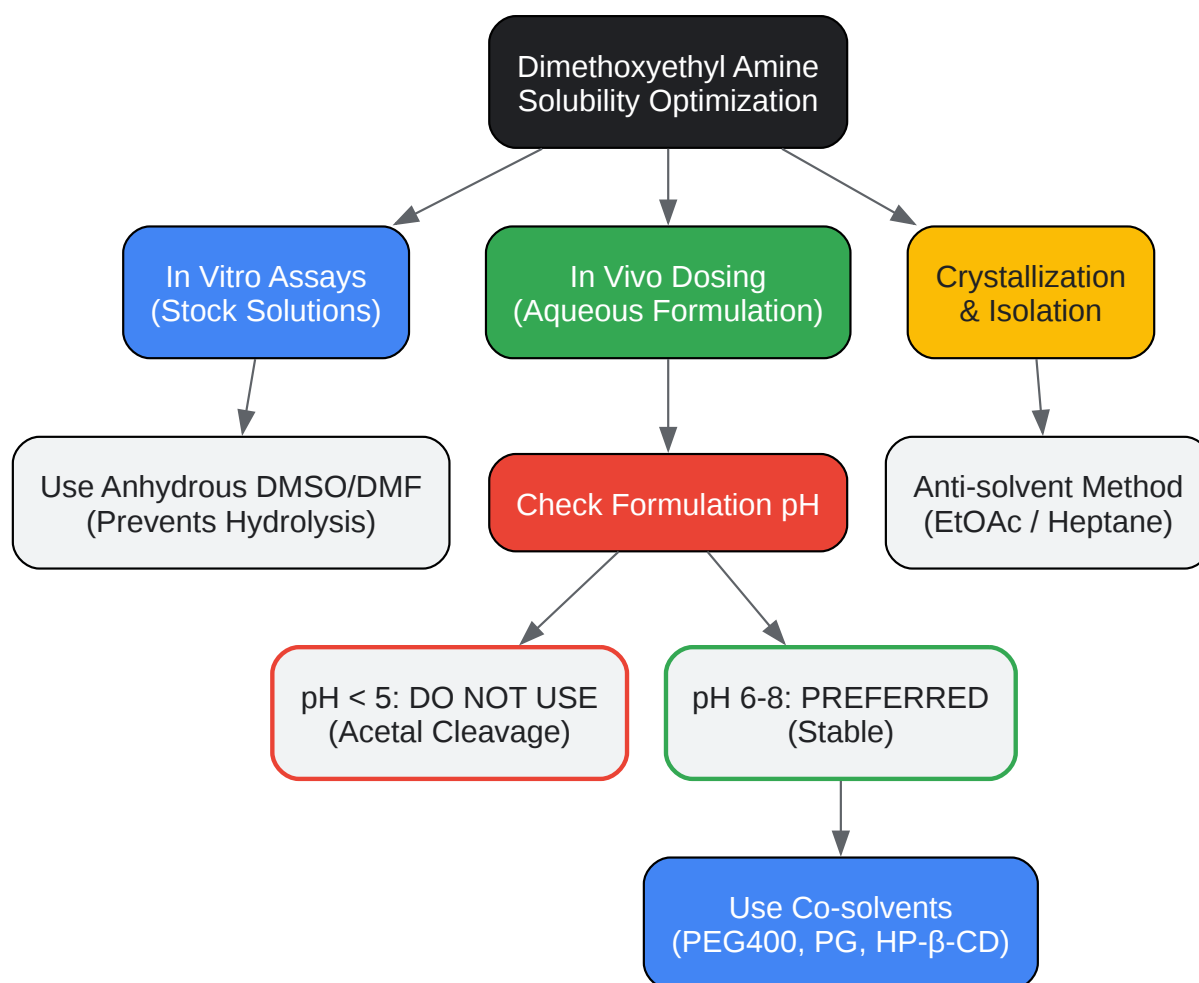 Dimethoxyethyl Amine
Solubility Optimization
In Vitro Assays
(Stock Solutions)
In Vivo Dosing
(Aqueous Formulation)
Crystallization
& Isolation
Use Anhydrous DMSO/DMF
(Prevents Hydrolysis)
Check Formulation pH
Anti-solvent Method
(EtOAc / Heptane)
pH < 5: DO NOT USE
(Acetal Cleavage)
pH 6-8: PREFERRED
(Stable)
Use Co-solvents
(PEG400, PG, HP-β-CD)